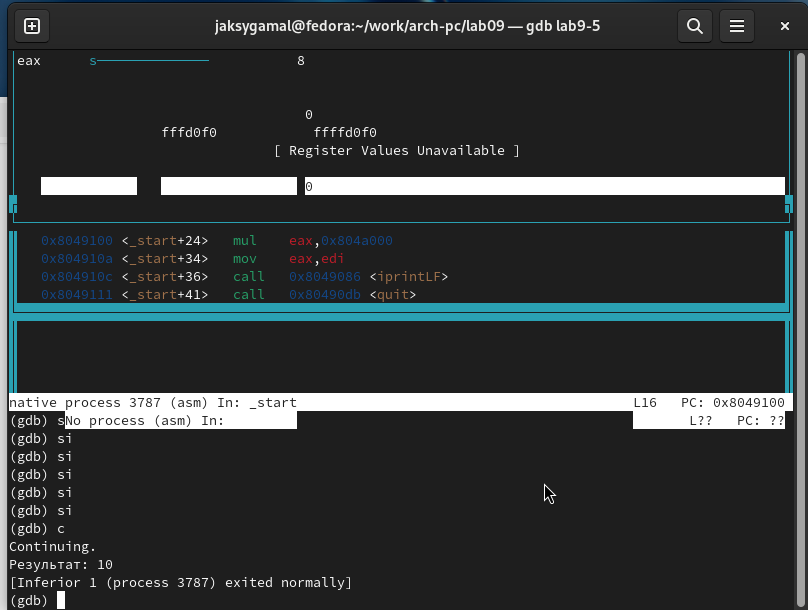 jaksygamal@fedora:~/work/arch-pc/lab09 — gdb lab9-5
eax s 8
0
fffd0f0 ffffd0f0
[ Register Values Unavailable ]
0
0x8049100 <_start+24> mul eax,0x804a000
0x804910a <_start+34> mov eax,edi
0x804910c <_start+36> call 0x8049086 <iprintLF>
0x8049111 <_start+41> call 0x80490db <quit>
native process 3787 (asm) In: _start L16 PC: 0x8049100
(gdb) sNo process (asm) In: L?? PC: ??
(gdb) si
(gdb) si
(gdb) si
(gdb) si
(gdb) si
(gdb) c
Continuing.
Результат: 10
[Inferior 1 (process 3787) exited normally]
(gdb)